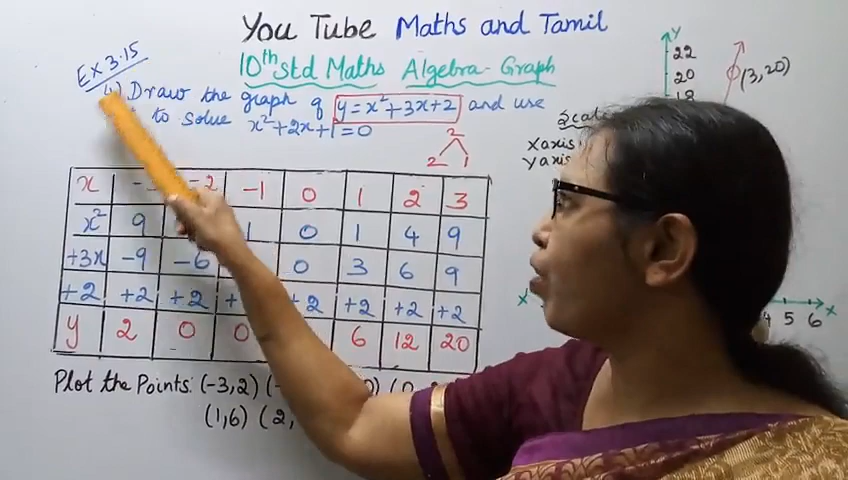 You Tube Maths and Tamil
10th std Maths Algebra - Graph
Ex 3.15
4) Draw the graph of y = x² + 3x + 2 and use
to solve x² + 2x + 1 = 0
2
2 1
x -2 -1 0 1 2 3
x² 9 1 0 1 4 9
+3x -9 -6 0 3 6 9
+2 +2 +2 +2 +2 +2 +2
y 2 0 0 6 12 20
Plot the Points: (-3,2)
(1,6) (2,
Y
22
20
18
(3,20)
Scale
x axis
y axis
x
4 5 6 x